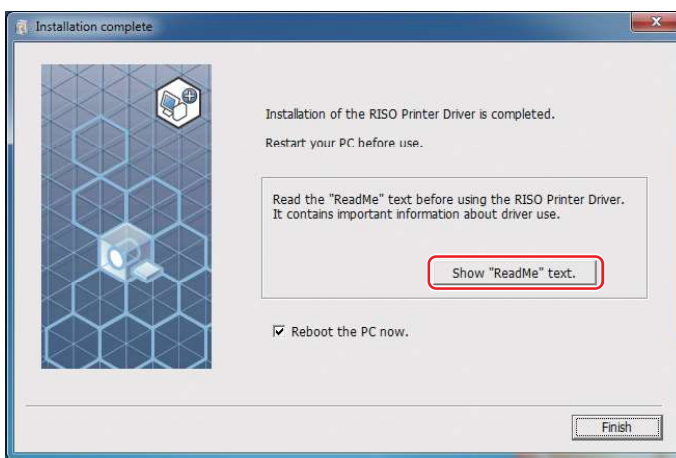 Installation complete
Installation of the RISO Printer Driver is completed.
Restart your PC before use.
Read the "ReadMe" text before using the RISO Printer Driver.
It contains important information about driver use.
Show "ReadMe" text.
Reboot the PC now.
Finish